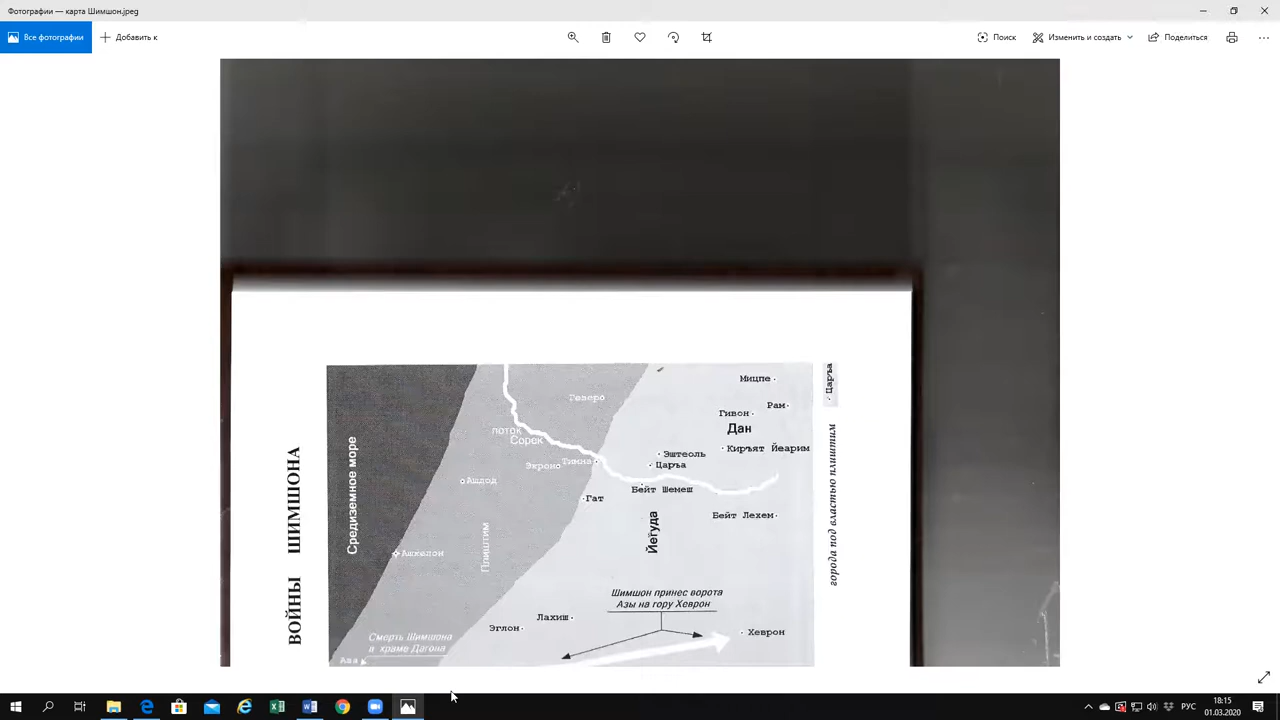 Фотографии — карта Шимшон.jpeg
Все фотографии
Добавить к
Поиск
Изменить и создать
Поделиться
ВОЙНЫ ШИМШОНА
Средиземное море
Мицпе
Рам
Гивон
Дан
Кирьят Йеарим
поток
Сорек
Эштеоль
Царъа
Экрон
Тимна
Ашдод
Бейт Шемеш
Гат
Бейт Лехем
Йегуда
Плиштим
Ашкелон
Шимшон принес ворота
Азы на гору Хеврон
Лахиш
Эглон
Хеврон
Смерть Шимшона
в храме Дагона
Аза
Царъа
города под властью плиштим
РУС
18:15
01.03.2020